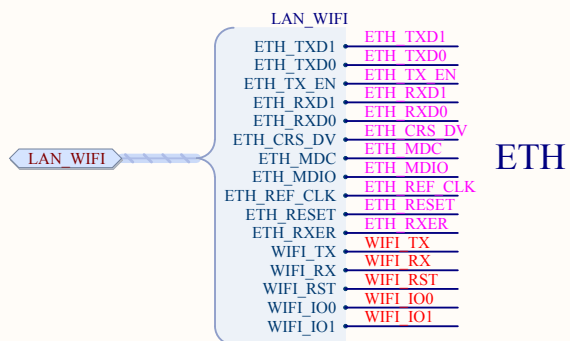 LAN_WIFI
ETH_TXD1 ETH_TXD1
ETH_TXD0 ETH_TXD0
ETH_TX_EN ETH_TX_EN
ETH_RXD1 ETH_RXD1
ETH_RXD0 ETH_RXD0
ETH_CRS_DV ETH_CRS_DV
LAN_WIFI ETH_MDC ETH_MDC ETH
ETH_MDIO ETH_MDIO
ETH_REF_CLK ETH_REF_CLK
ETH_RESET ETH_RESET
ETH_RXER ETH_RXER
WIFI_TX WIFI_TX
WIFI_RX WIFI_RX
WIFI_RST WIFI_RST
WIFI_IO0 WIFI_IO0
WIFI_IO1 WIFI_IO1